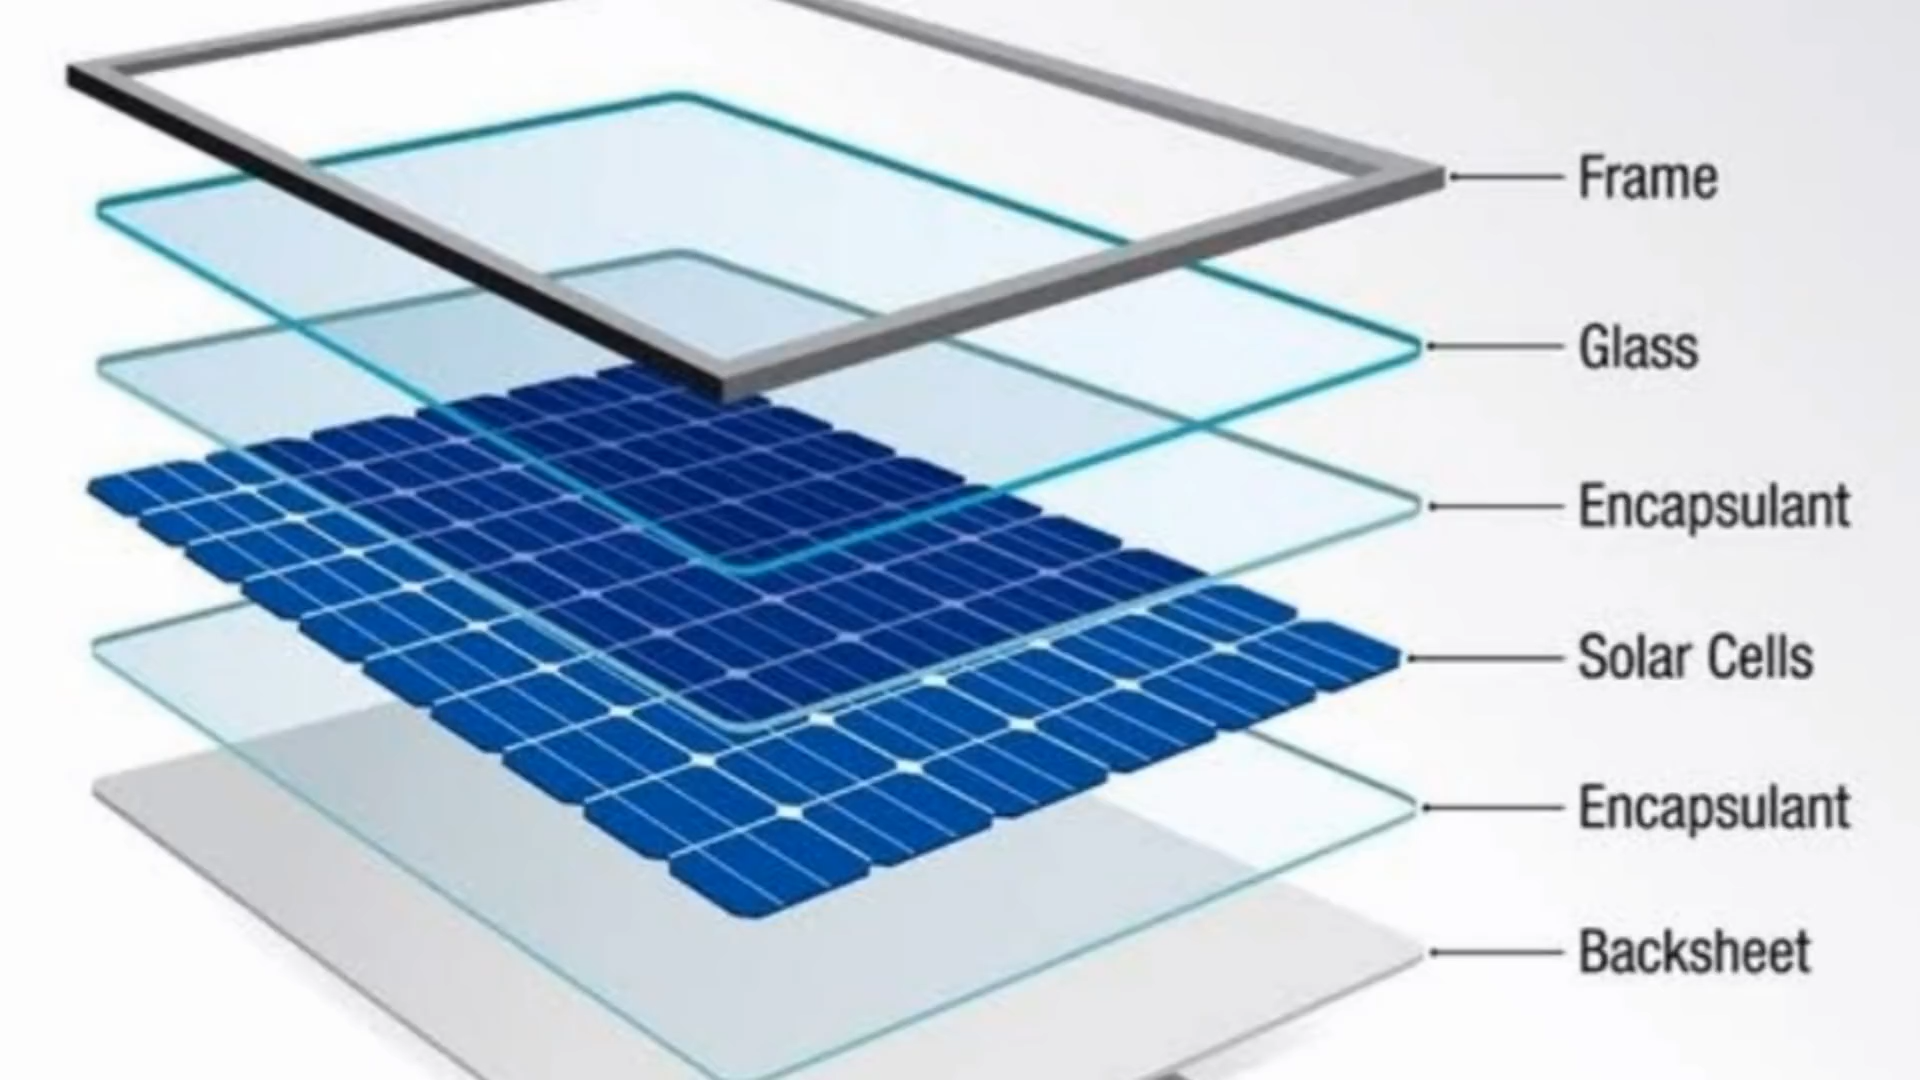 Frame
Glass
Encapsulant
Solar Cells
Encapsulant
Backsheet